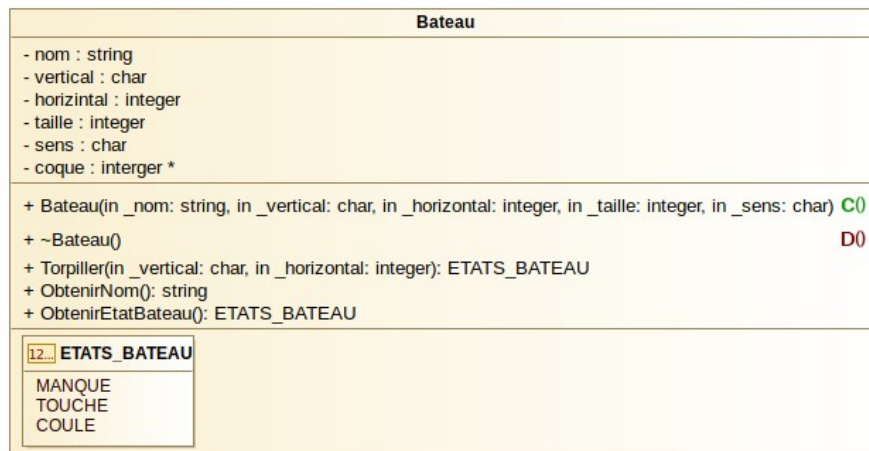 Bateau
- nom : string
- vertical : char
- horizintal : integer
- taille : integer
- sens : char
- coque : interger *
+ Bateau(in _nom: string, in _vertical: char, in _horizontal: integer, in _taille: integer, in _sens: char) C()
+ ~Bateau() D()
+ Torpiller(in _vertical: char, in _horizontal: integer): ETATS_BATEAU
+ ObtenirNom(): string
+ ObtenirEtatBateau(): ETATS_BATEAU
12... ETATS_BATEAU
MANQUE
TOUCHE
COULE